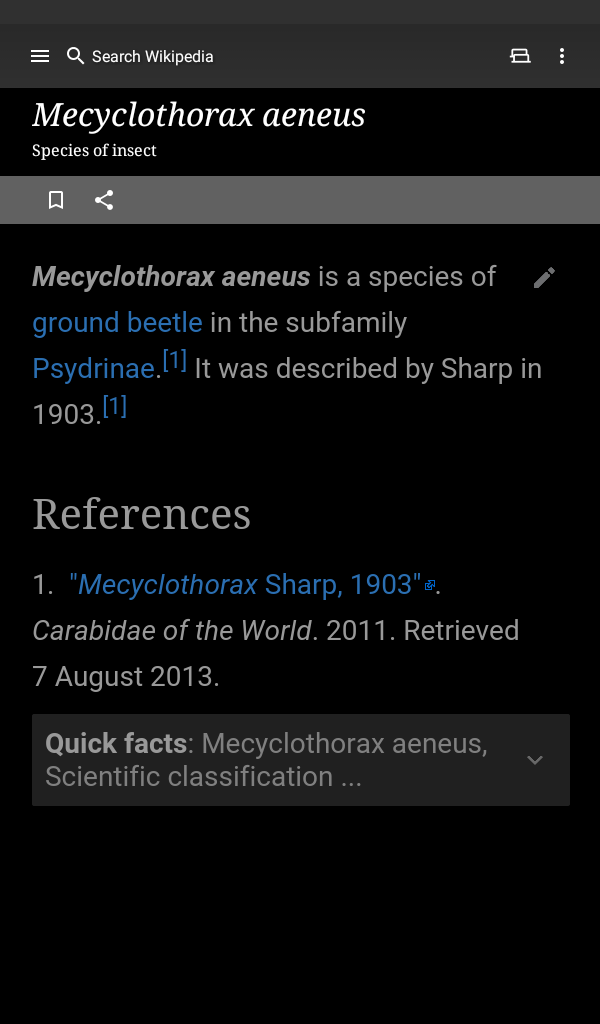 Search Wikipedia
Mecyclothorax aeneus
Species of insect
Mecyclothorax aeneus is a species of
ground beetle in the subfamily
Psydrinae.[1] It was described by Sharp in
1903.[1]
References
1. "Mecyclothorax Sharp, 1903".
Carabidae of the World. 2011. Retrieved
7 August 2013.
Quick facts: Mecyclothorax aeneus,
Scientific classification ...